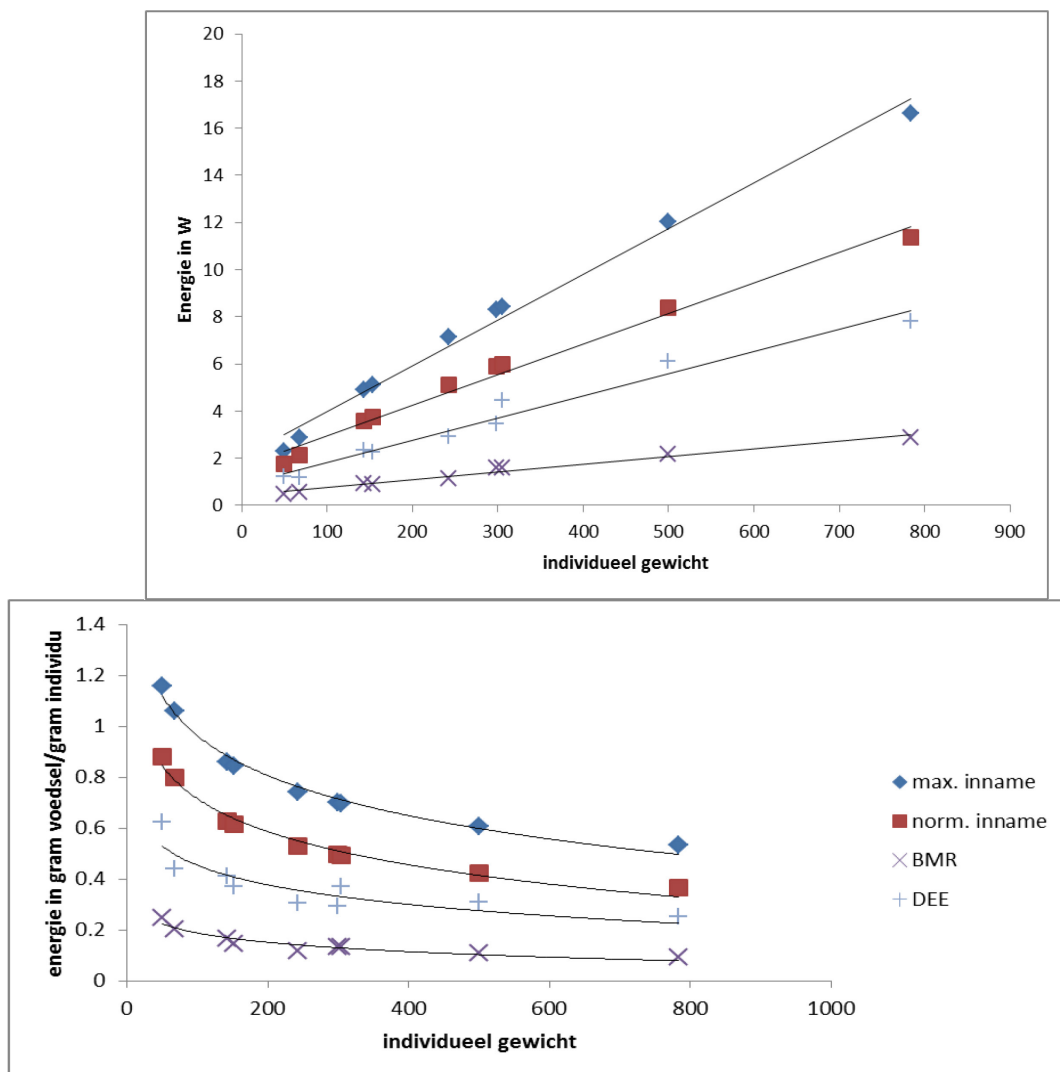 20
18
16
14
12
10
8
6
4
2
0
Energie in W
0 100 200 300 400 500 600 700 800 900
individueel gewicht
1.4
1.2
1
0.8
0.6
0.4
0.2
0
energie in gram voedsel/gram individu
0 200 400 600 800 1000
individueel gewicht
max. inname
norm. inname
BMR
DEE